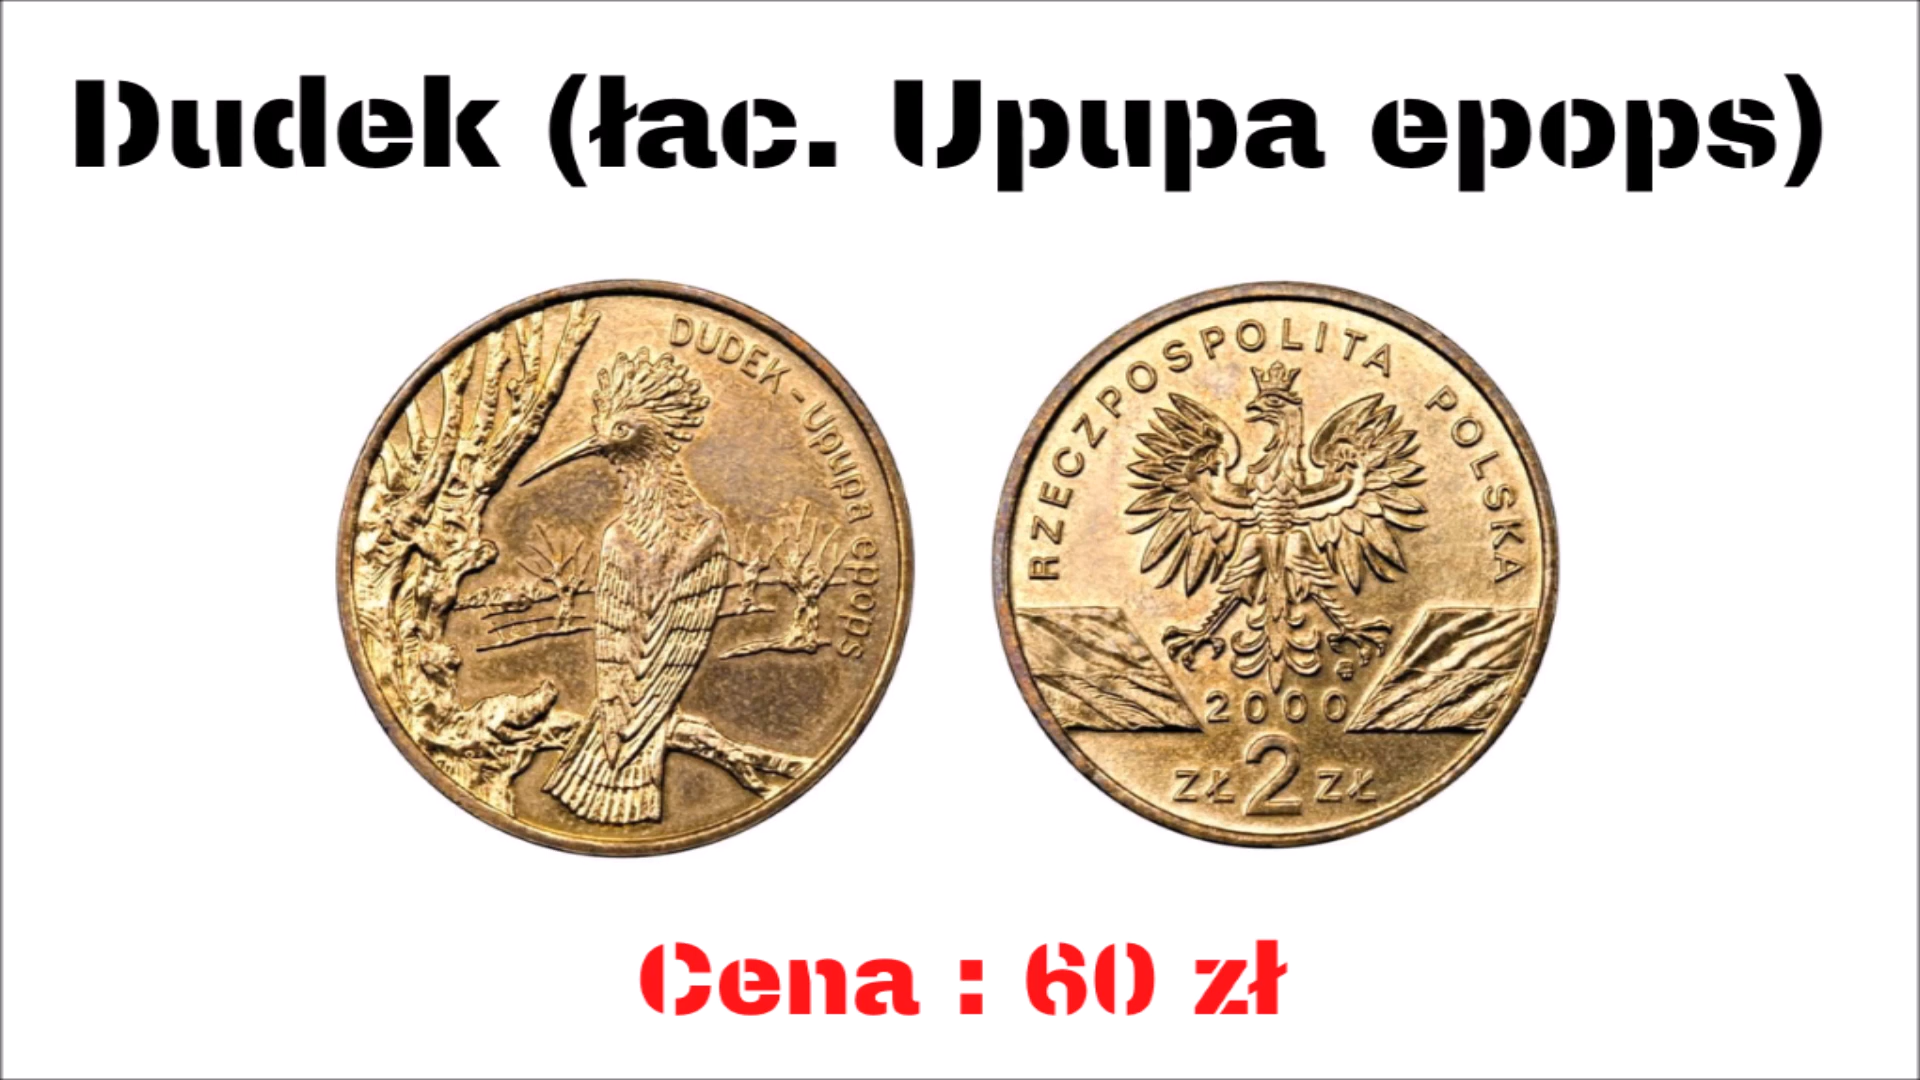 Dudek (łac. Upupa epops)
DUDEK - Upupa epops
RZECZPOSPOLITA POLSKA
2000
ZŁ 2 ZŁ
Cena : 60 zł